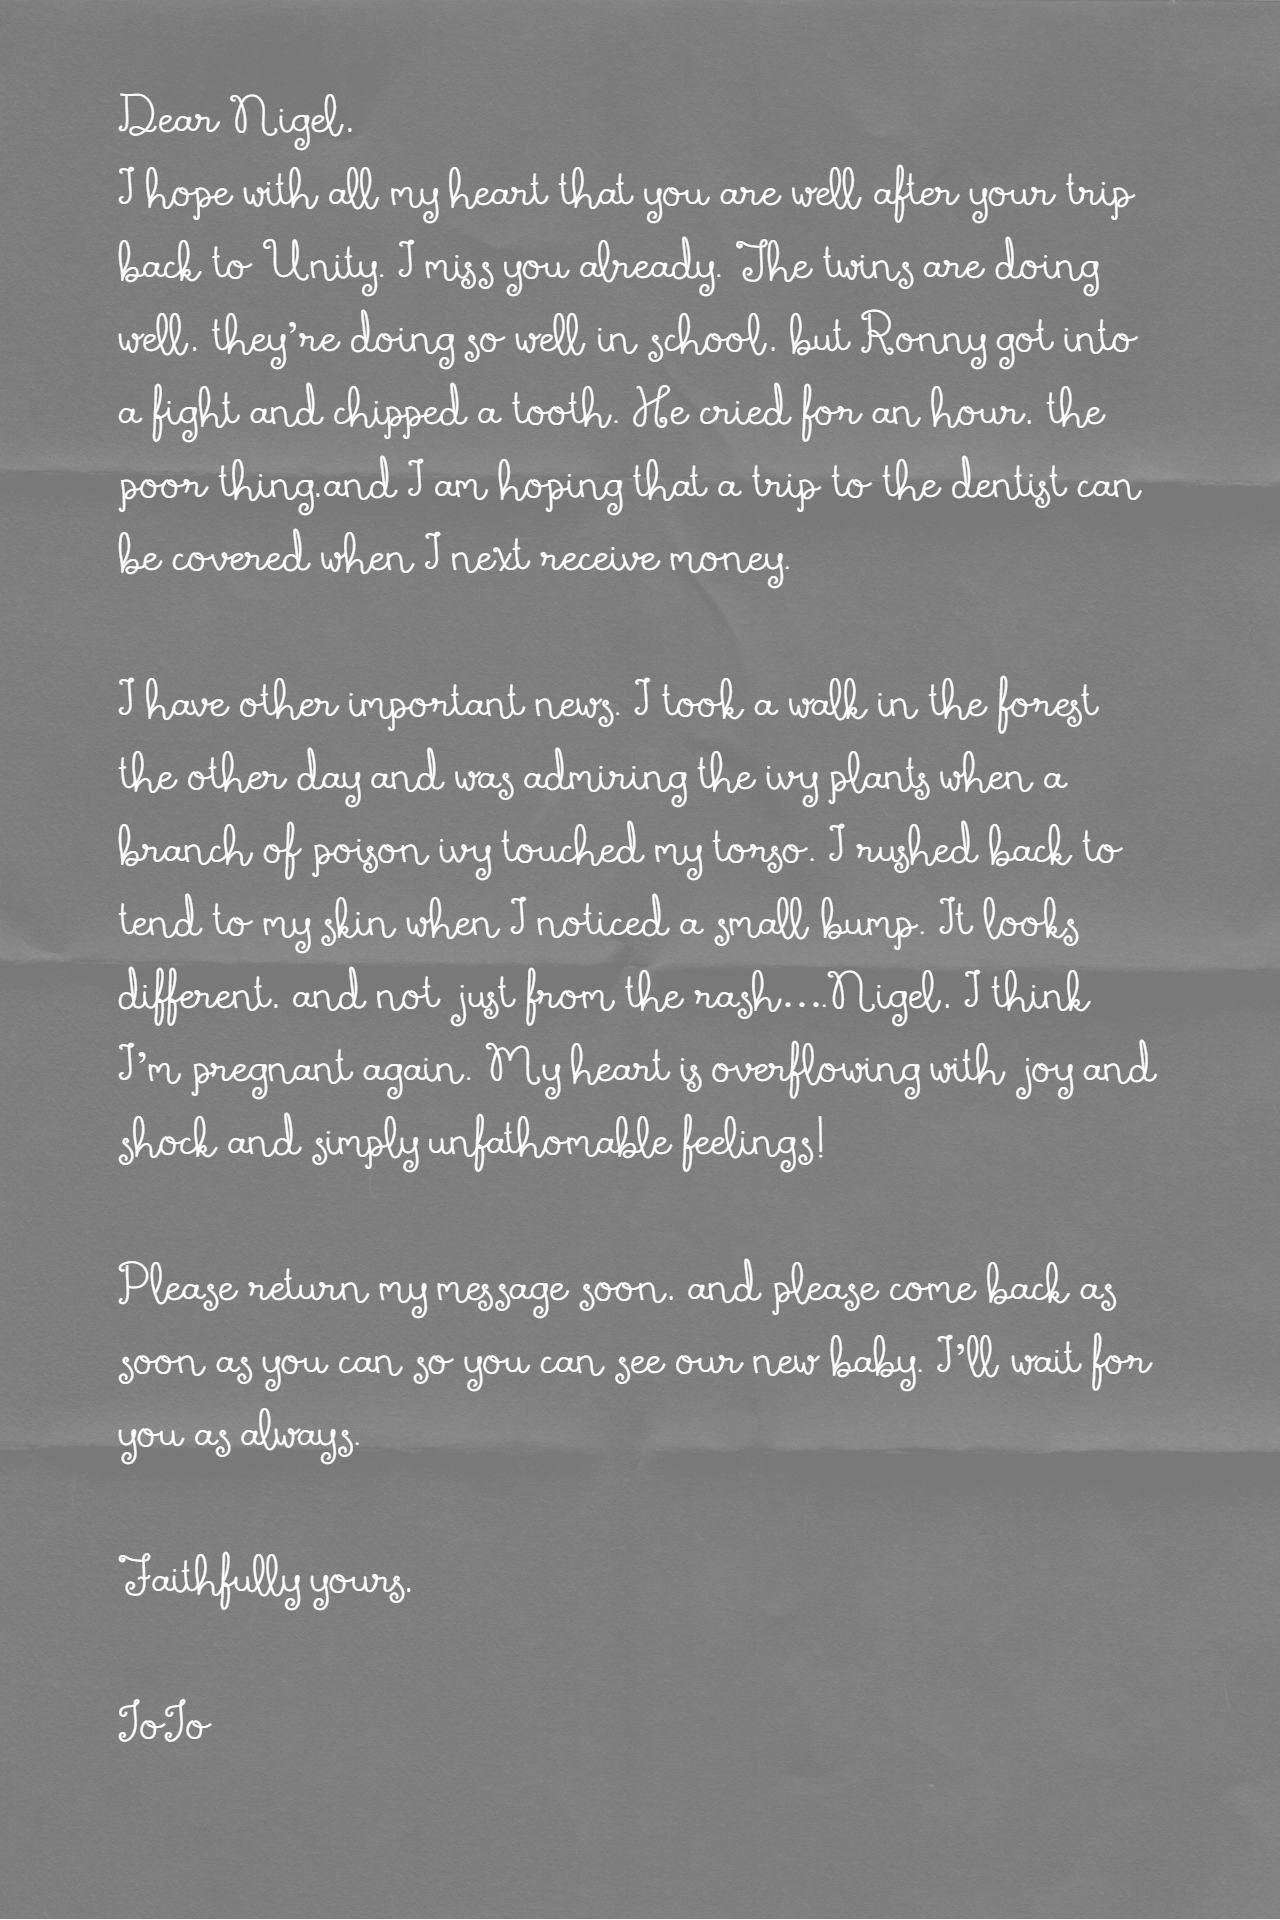 Dear Nigel,
I hope with all my heart that you are well after your trip
back to Unity. I miss you already. The twins are doing
well, they're doing so well in school, but Ronny got into
a fight and chipped a tooth. He cried for an hour, the
poor thing,and I am hoping that a trip to the dentist can
be covered when I next receive money.
I have other important news. I took a walk in the forest
the other day and was admiring the ivy plants when a
branch of poison ivy touched my torso. I rushed back to
tend to my skin when I noticed a small bump. It looks
different, and not just from the rash....Nigel, I think
I'm pregnant again. My heart is overflowing with joy and
shock and simply unfathomable feelings!
Please return my message soon, and please come back as
soon as you can so you can see our new baby. I'll wait for
you as always.
Faithfully yours,
JoJo